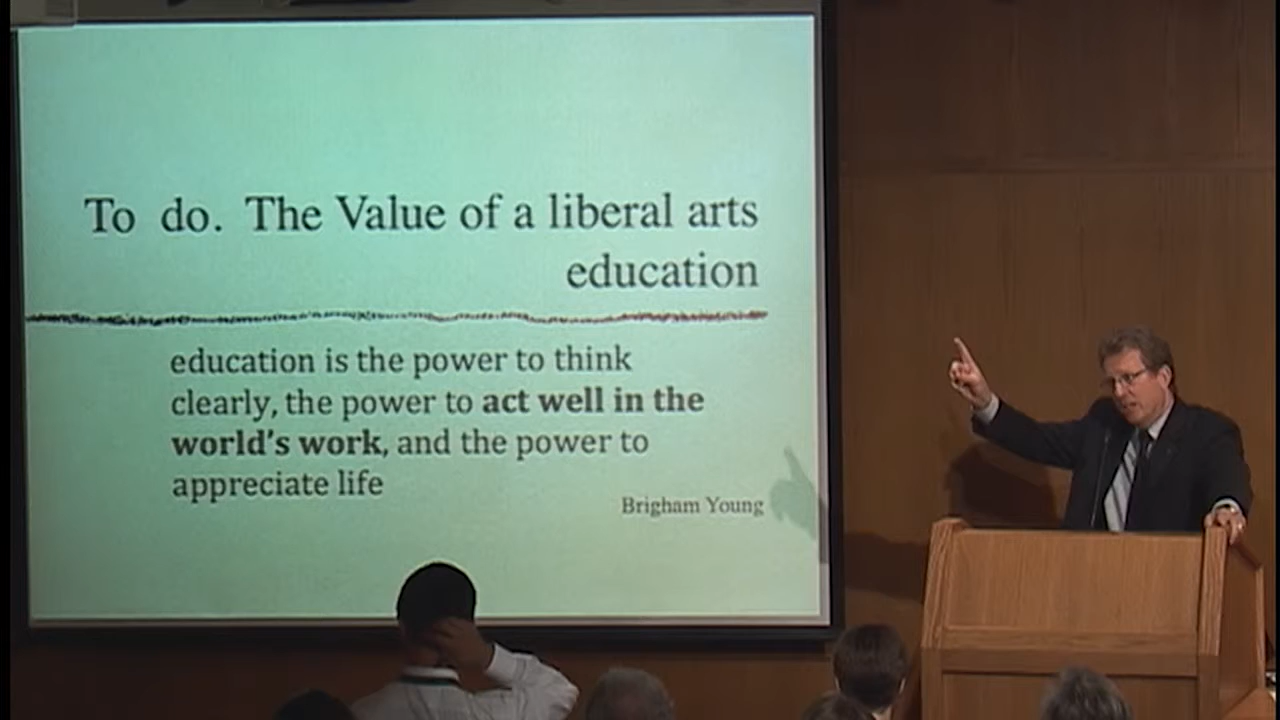 To do. The Value of a liberal arts
education
education is the power to think
clearly, the power to act well in the
world's work, and the power to
appreciate life
Brigham Young